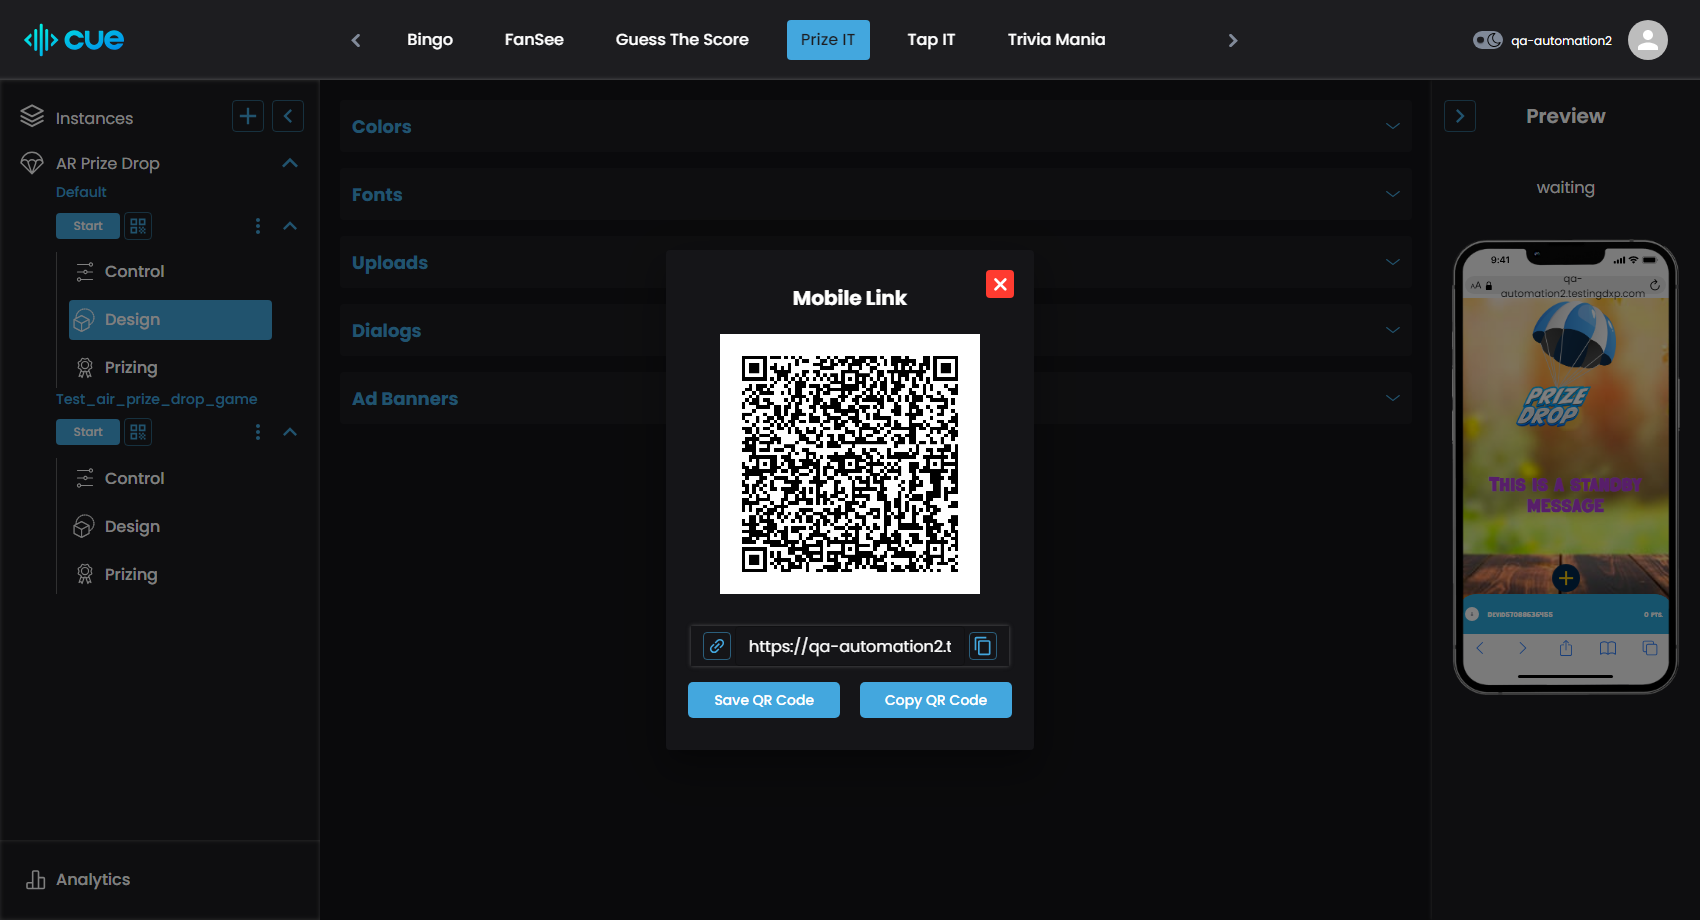 cue
Bingo
FanSee
Guess The Score
Prize IT
Tap IT
Trivia Mania
qa-automation2
Instances
AR Prize Drop
Default
Start
Control
Design
Prizing
Test_air_prize_drop_game
Start
Control
Design
Prizing
Analytics
Colors
Fonts
Uploads
Dialogs
Ad Banners
Mobile Link
https://qa-automation2.t
Save QR Code
Copy QR Code
Preview
waiting
9:41
AA
qa-
automation2.testingdxp.com
PRIZE
DROP
THIS IS A STANDBY
MESSAGE
0 PTS.